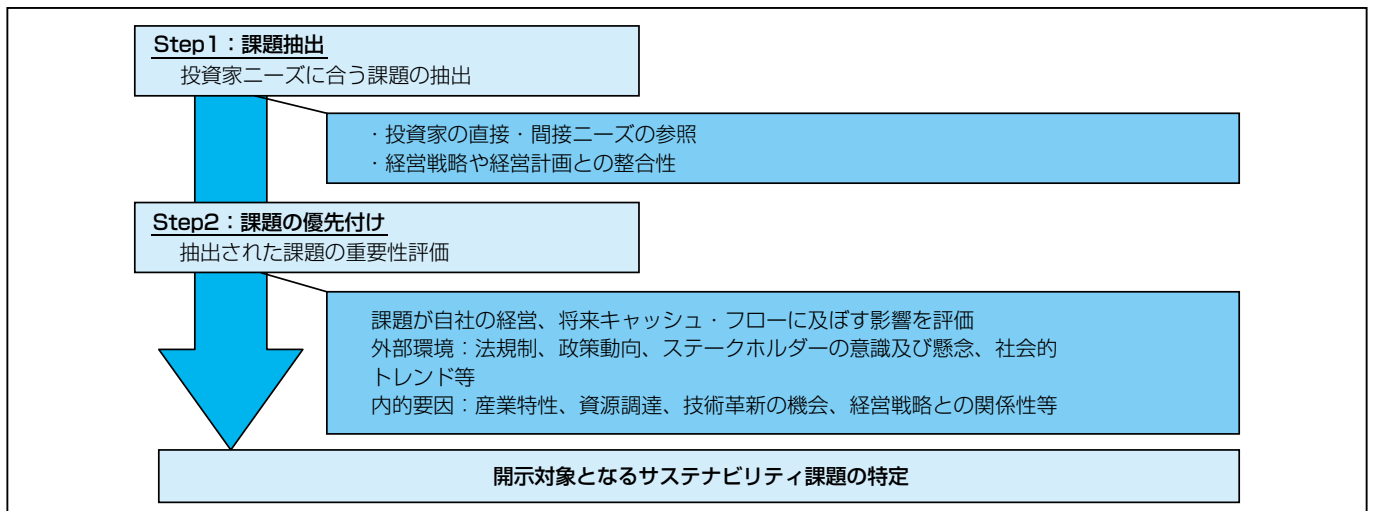 Step1：課題抽出
投資家ニーズに合う課題の抽出
・投資家の直接・間接ニーズの参照
・経営戦略や経営計画との整合性
Step2：課題の優先付け
抽出された課題の重要性評価
課題が自社の経営、将来キャッシュ・フローに及ぼす影響を評価
外部環境：法規制、政策動向、ステークホルダーの意識及び懸念、社会的
トレンド等
内的要因：産業特性、資源調達、技術革新の機会、経営戦略との関係性等
開示対象となるサステナビリティ課題の特定